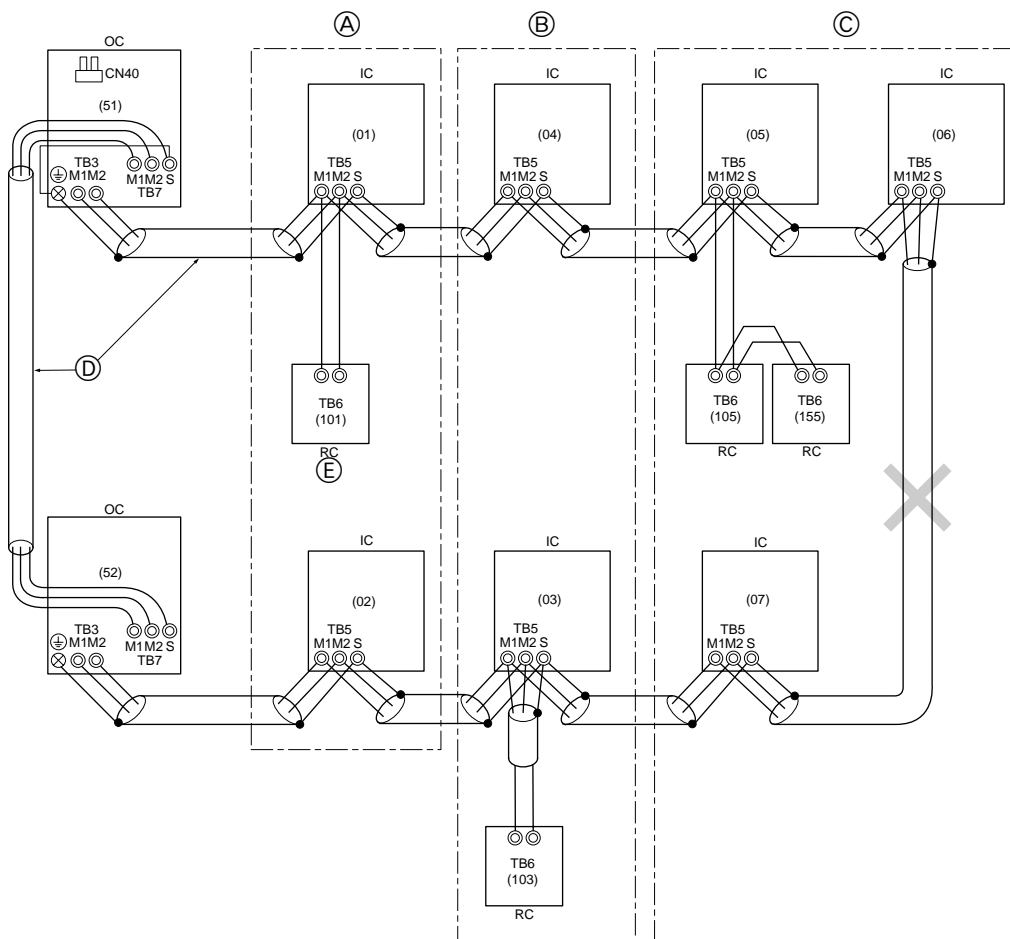 A
B
C
OC
CN40
(51)
TB3
M1M2
M1M2 S
TB7
IC
(01)
TB5
M1M2 S
IC
(04)
TB5
M1M2 S
IC
(05)
TB5
M1M2 S
IC
(06)
TB5
M1M2 S
D
TB6
(101)
RC
E
TB6
(105)
RC
TB6
(155)
RC
OC
(52)
TB3
M1M2
M1M2 S
TB7
IC
(02)
TB5
M1M2 S
IC
(03)
TB5
M1M2 S
IC
(07)
TB5
M1M2 S
TB6
(103)
RC